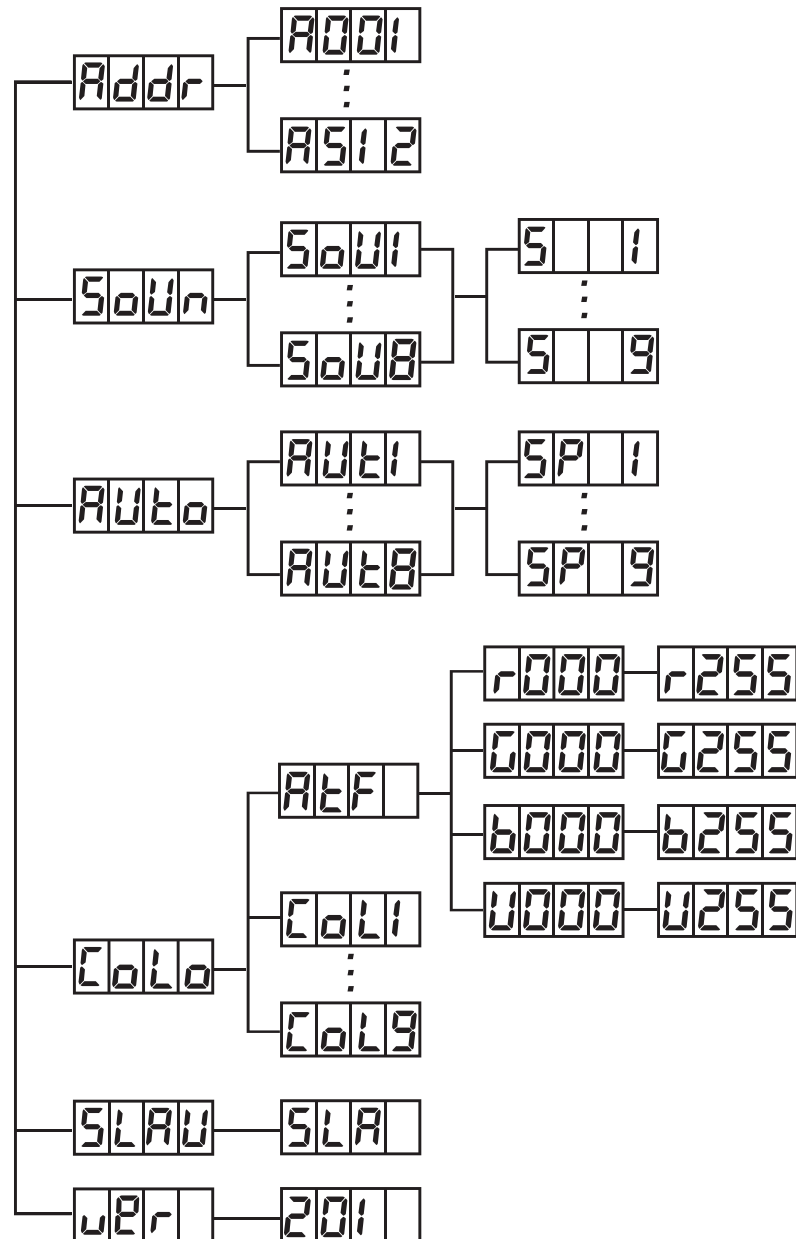 Addr
A001
A512
SoUn
SoU1
SoU8
S 1
S 9
AUto
AUt1
AUt8
SP 1
SP 9
CoLo
AtF
r000 r255
G000 G255
b000 b255
U000 U255
CoL1
CoL9
SLAU
SLA
ver
201